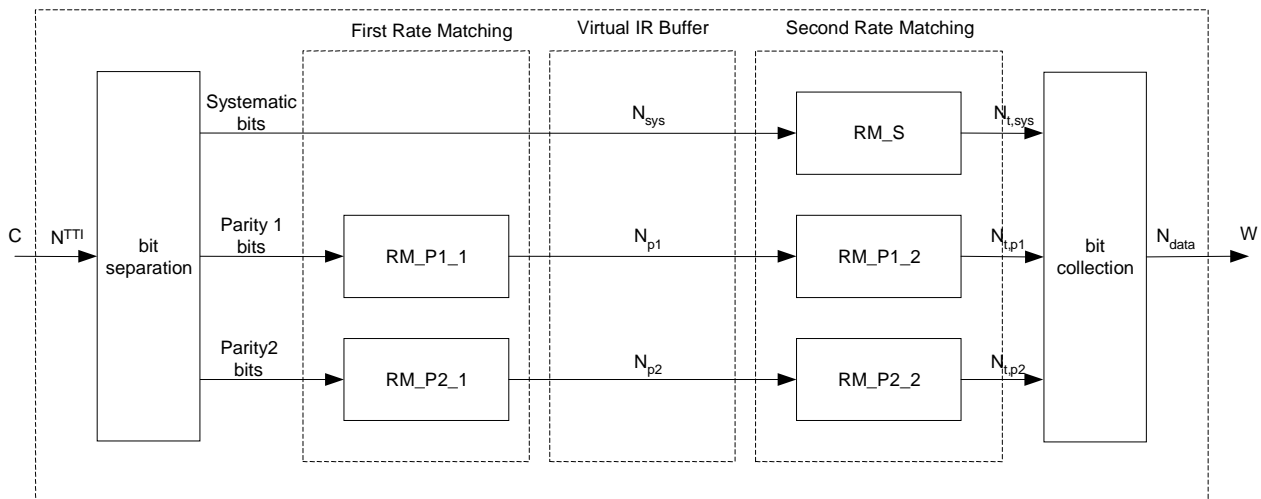 First Rate Matching
Virtual IR Buffer
Second Rate Matching
Systematic
bits
N_sys
RM_S
N_t,sys
C
N^TTI
bit
separation
Parity 1
bits
RM_P1_1
N_p1
RM_P1_2
N_t,p1
bit
collection
N_data
W
Parity2
bits
RM_P2_1
N_p2
RM_P2_2
N_t,p2